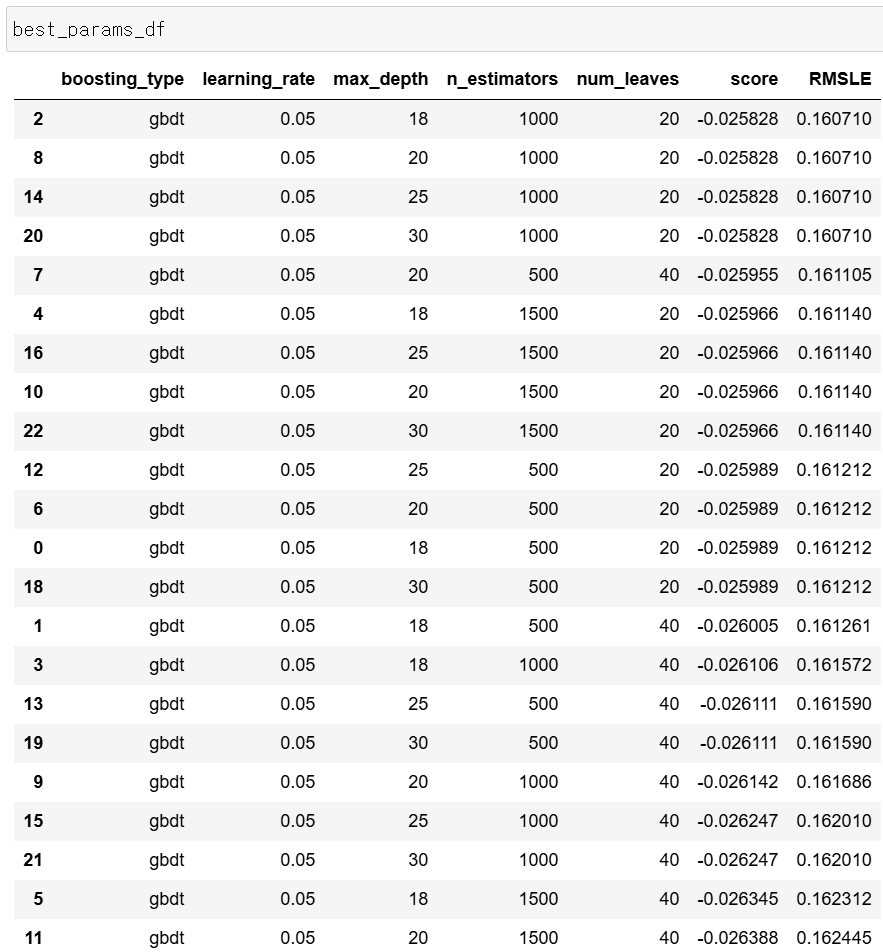 best_params_df
boosting_type learning_rate max_depth n_estimators num_leaves score RMSLE
2 gbdt 0.05 18 1000 20 -0.025828 0.160710
8 gbdt 0.05 20 1000 20 -0.025828 0.160710
14 gbdt 0.05 25 1000 20 -0.025828 0.160710
20 gbdt 0.05 30 1000 20 -0.025828 0.160710
7 gbdt 0.05 20 500 40 -0.025955 0.161105
4 gbdt 0.05 18 1500 20 -0.025966 0.161140
16 gbdt 0.05 25 1500 20 -0.025966 0.161140
10 gbdt 0.05 20 1500 20 -0.025966 0.161140
22 gbdt 0.05 30 1500 20 -0.025966 0.161140
12 gbdt 0.05 25 500 20 -0.025989 0.161212
6 gbdt 0.05 20 500 20 -0.025989 0.161212
0 gbdt 0.05 18 500 20 -0.025989 0.161212
18 gbdt 0.05 30 500 20 -0.025989 0.161212
1 gbdt 0.05 18 500 40 -0.026005 0.161261
3 gbdt 0.05 18 1000 40 -0.026106 0.161572
13 gbdt 0.05 25 500 40 -0.026111 0.161590
19 gbdt 0.05 30 500 40 -0.026111 0.161590
9 gbdt 0.05 20 1000 40 -0.026142 0.161686
15 gbdt 0.05 25 1000 40 -0.026247 0.162010
21 gbdt 0.05 30 1000 40 -0.026247 0.162010
5 gbdt 0.05 18 1500 40 -0.026345 0.162312
11 gbdt 0.05 20 1500 40 -0.026388 0.162445